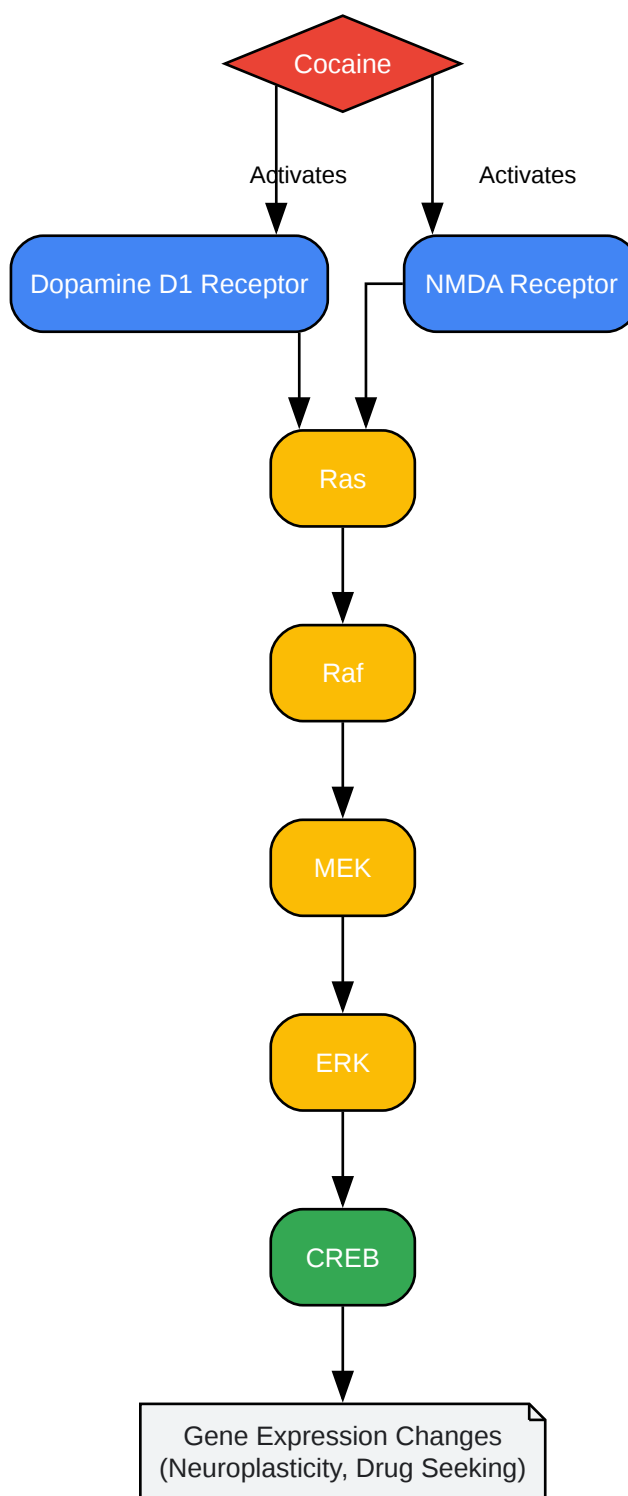 Cocaine
Activates
Activates
Dopamine D1 Receptor
NMDA Receptor
Ras
Raf
MEK
ERK
CREB
Gene Expression Changes
(Neuroplasticity, Drug Seeking)